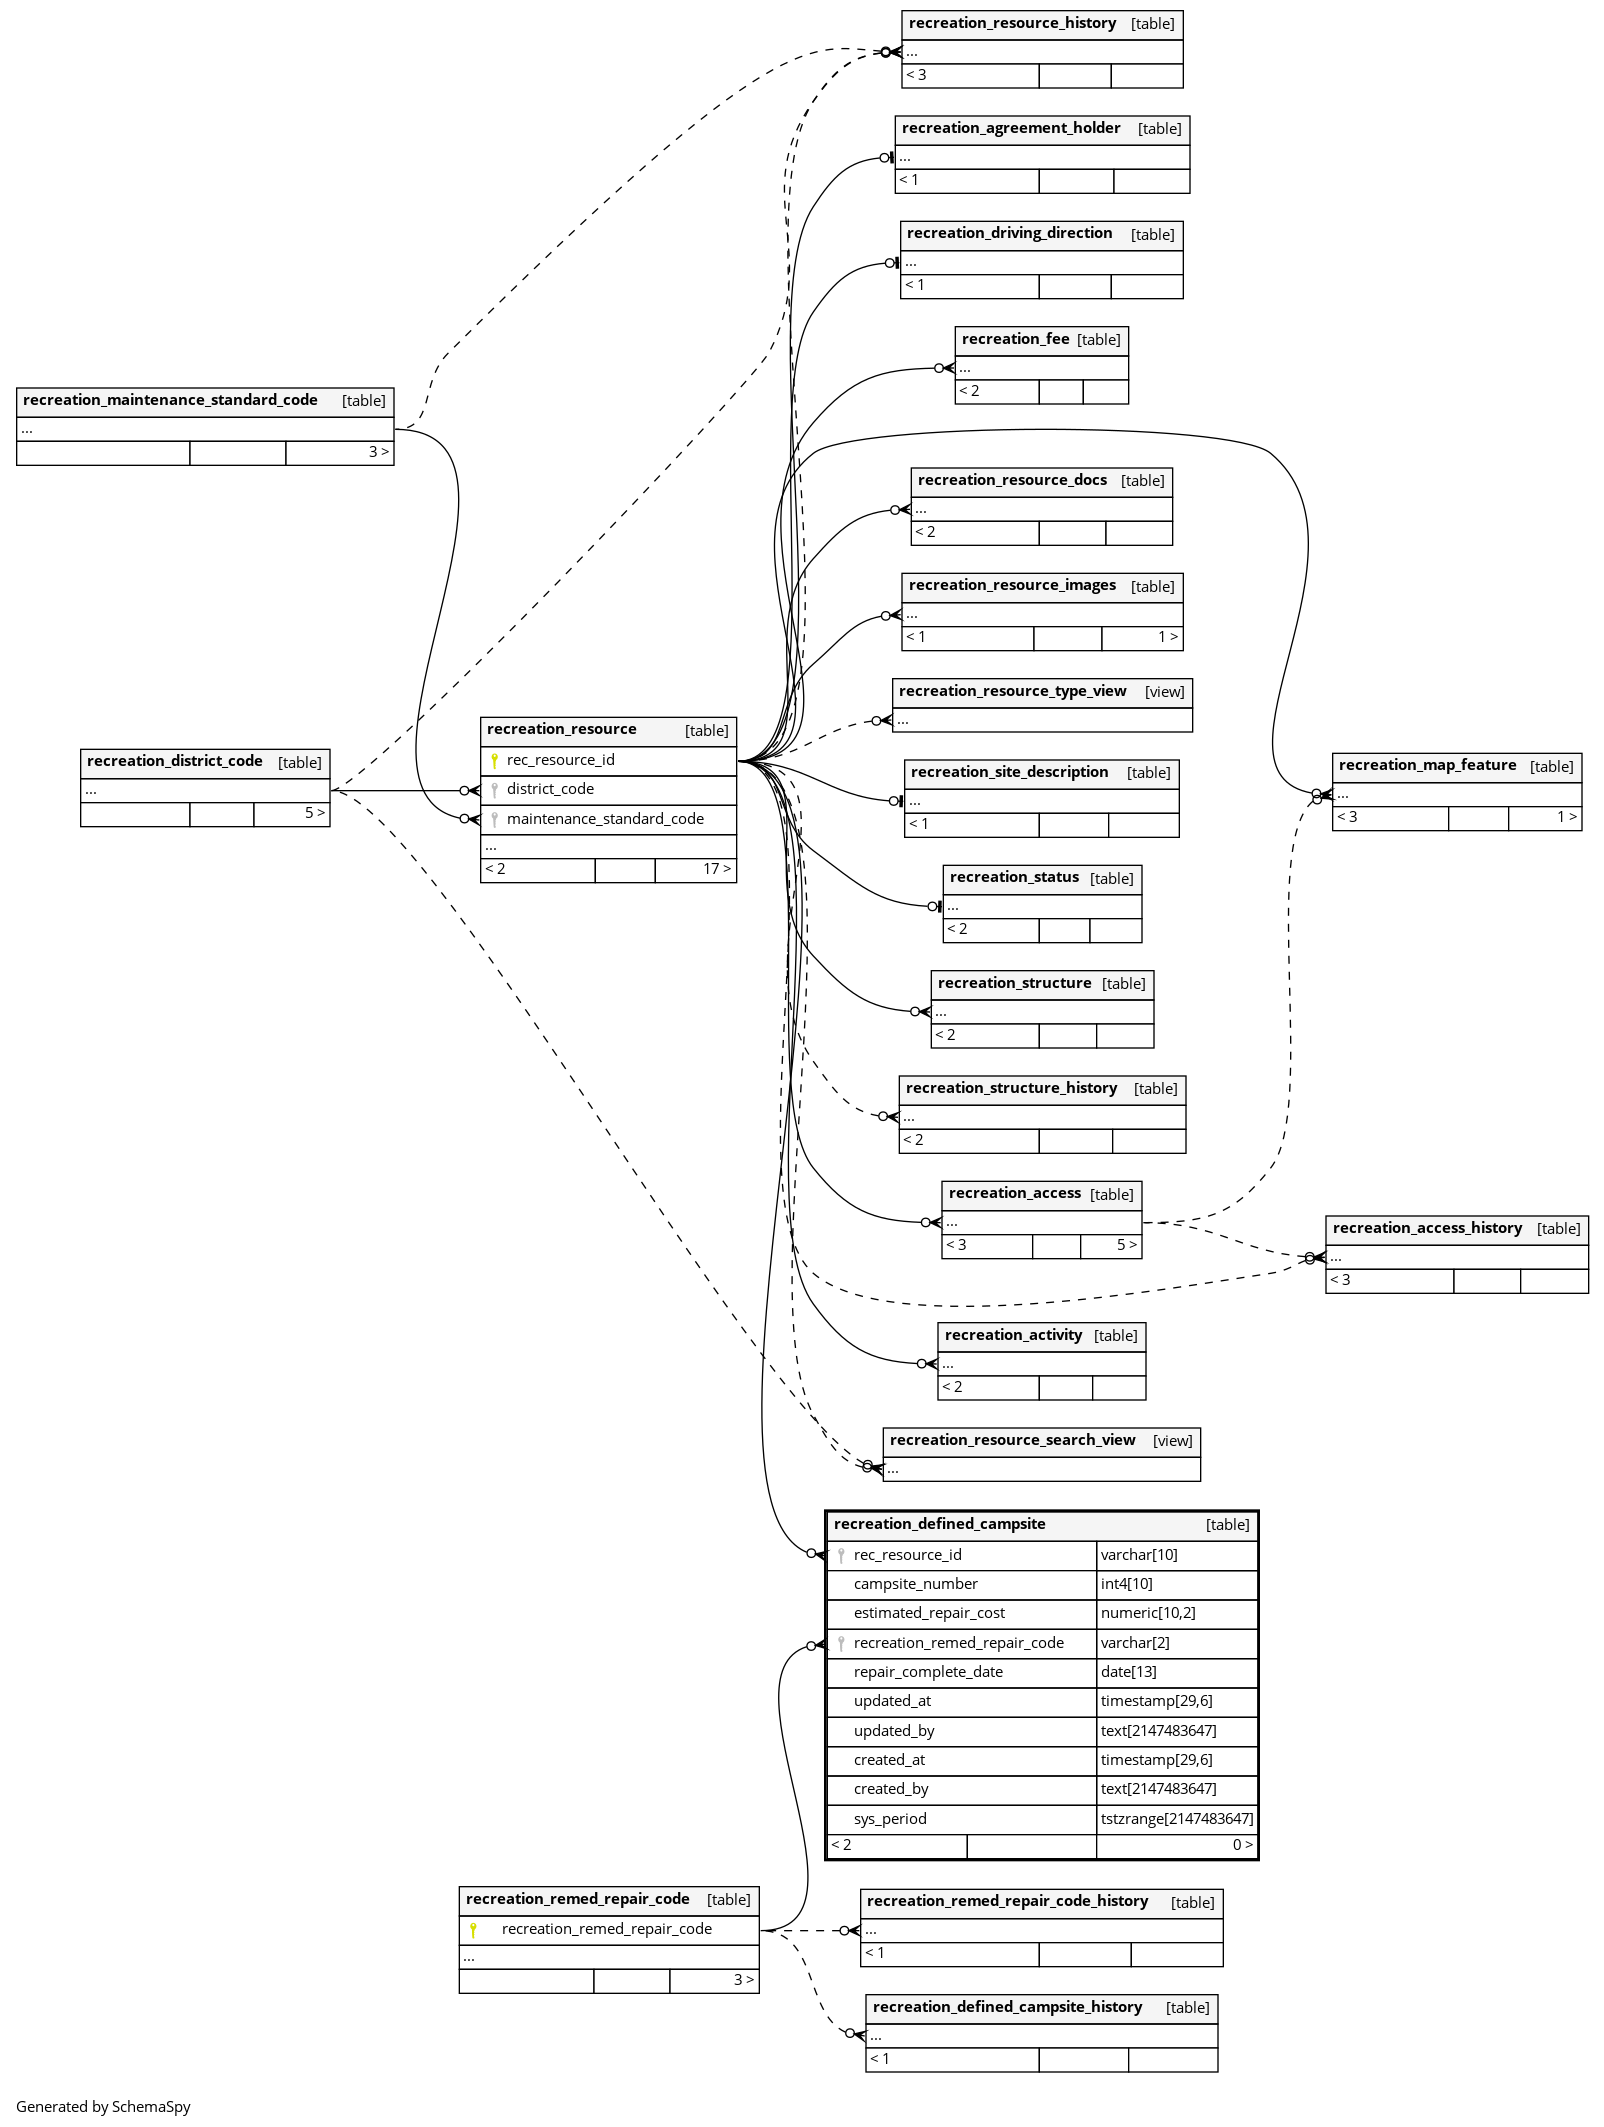 recreation_resource_history [table]
...
< 3
recreation_agreement_holder [table]
...
< 1
recreation_driving_direction [table]
...
< 1
recreation_fee [table]
...
< 2
recreation_maintenance_standard_code [table]
...
3 >
recreation_resource_docs [table]
...
< 2
recreation_resource_images [table]
...
< 1 1 >
recreation_resource_type_view [view]
...
recreation_district_code [table]
...
5 >
recreation_resource [table]
rec_resource_id
district_code
maintenance_standard_code
...
< 2 17 >
recreation_site_description [table]
...
< 1
recreation_map_feature [table]
...
< 3 1 >
recreation_status [table]
...
< 2
recreation_structure [table]
...
< 2
recreation_structure_history [table]
...
< 2
recreation_access [table]
...
< 3 5 >
recreation_access_history [table]
...
< 3
recreation_activity [table]
...
< 2
recreation_resource_search_view [view]
...
recreation_defined_campsite [table]
rec_resource_id varchar[10]
campsite_number int4[10]
estimated_repair_cost numeric[10,2]
recreation_remed_repair_code varchar[2]
repair_complete_date date[13]
updated_at timestamp[29,6]
updated_by text[2147483647]
created_at timestamp[29,6]
created_by text[2147483647]
sys_period tstzrange[2147483647]
< 2 0 >
recreation_remed_repair_code [table]
recreation_remed_repair_code
...
3 >
recreation_remed_repair_code_history [table]
...
< 1
recreation_defined_campsite_history [table]
...
< 1
Generated by SchemaSpy